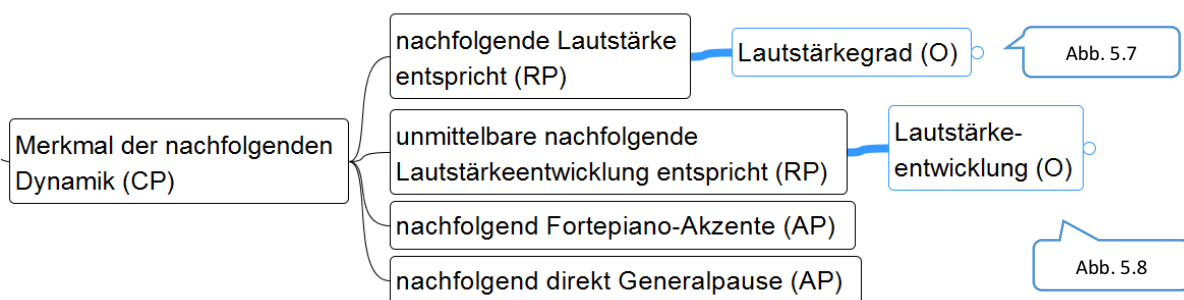 nachfolgende Lautstärke
entspricht (RP)
Lautstärkegrad (O)
Abb. 5.7
Merkmal der nachfolgenden
Dynamik (CP)
unmittelbare nachfolgende
Lautstärkeentwicklung entspricht (RP)
Lautstärke-
entwicklung (O)
nachfolgend Fortepiano-Akzente (AP)
Abb. 5.8
nachfolgend direkt Generalpause (AP)